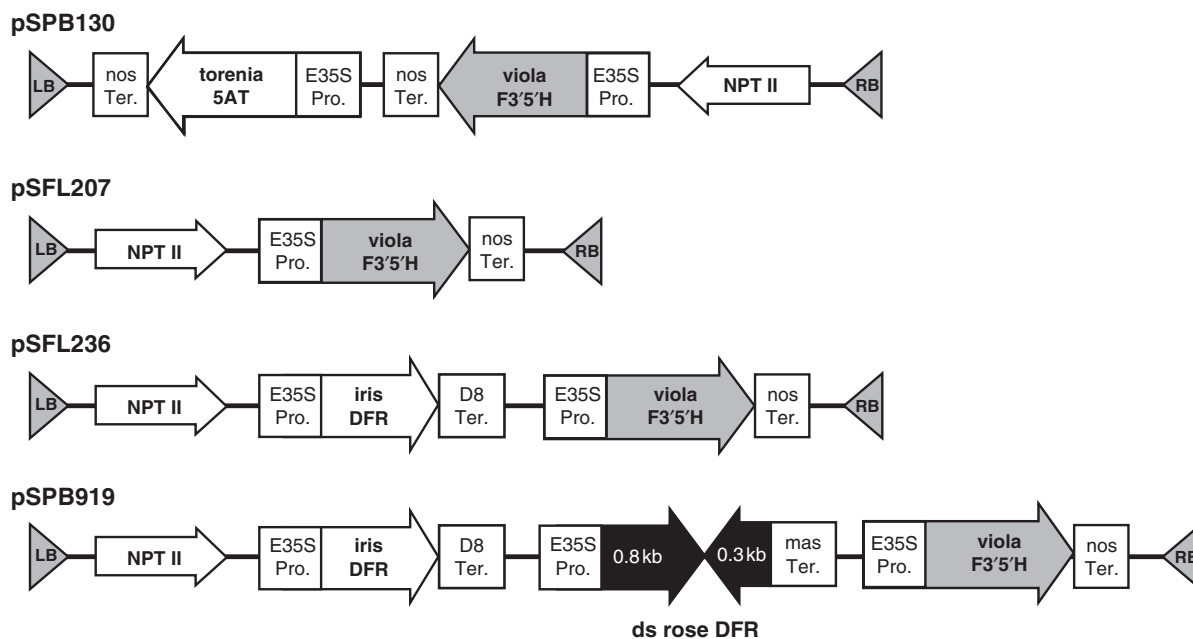 pSPB130
LB
nos
Ter.
torenia
5AT
E35S
Pro.
nos
Ter.
viola
F3′5′H
E35S
Pro.
NPT II
RB
pSFL207
LB
NPT II
E35S
Pro.
viola
F3′5′H
nos
Ter.
RB
pSFL236
LB
NPT II
E35S
Pro.
iris
DFR
D8
Ter.
E35S
Pro.
viola
F3′5′H
nos
Ter.
RB
pSPB919
LB
NPT II
E35S
Pro.
iris
DFR
D8
Ter.
E35S
Pro.
0.8 kb
0.3 kb
mas
Ter.
E35S
Pro.
viola
F3′5′H
nos
Ter.
RB
ds rose DFR